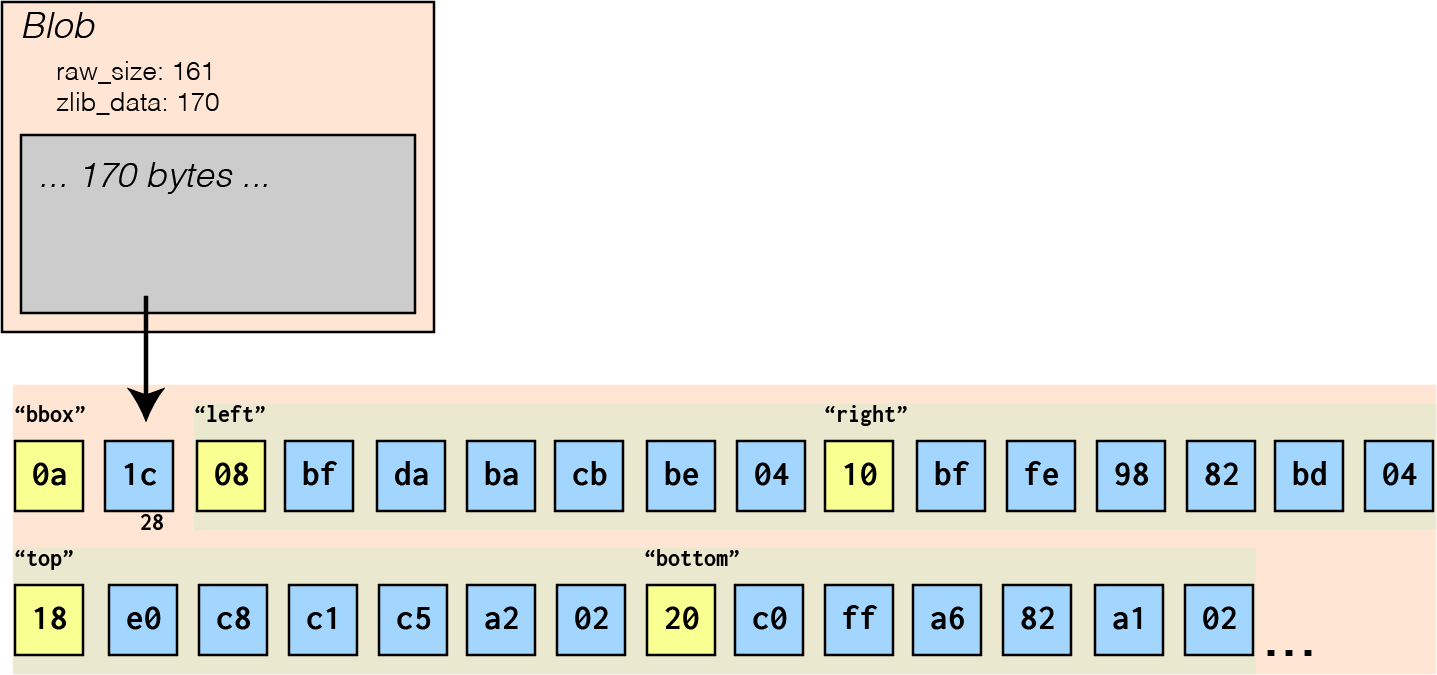 Blob
raw_size: 161
zlib_data: 170
... 170 bytes ...
“bbox” “left” “right”
0a 1c 08 bf da ba cb be 04 10 bf fe 98 82 bd 04
28
“top” “bottom”
18 e0 c8 c1 c5 a2 02 20 c0 ff a6 82 a1 02 ...